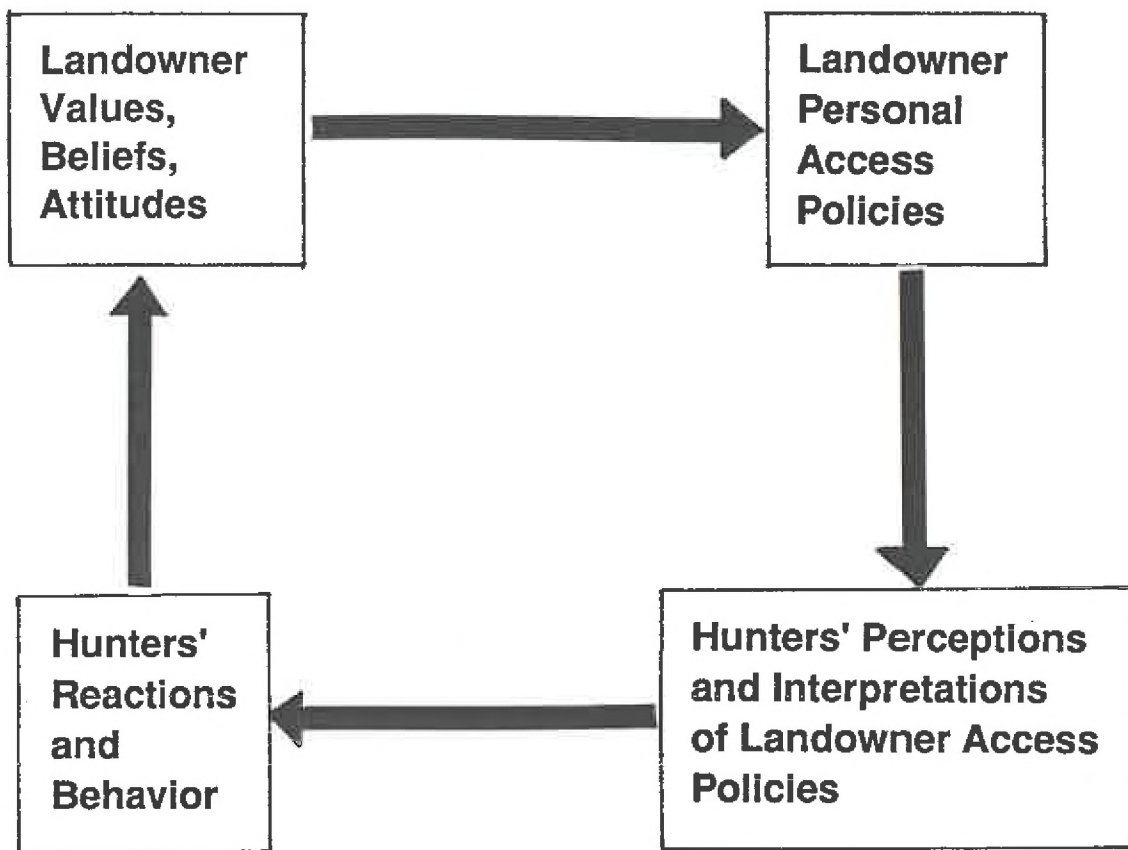 Landowner
Values,
Beliefs,
Attitudes
Landowner
Personal
Access
Policies
Hunters' Perceptions
and Interpretations
of Landowner Access
Policies
Hunters'
Reactions
and
Behavior